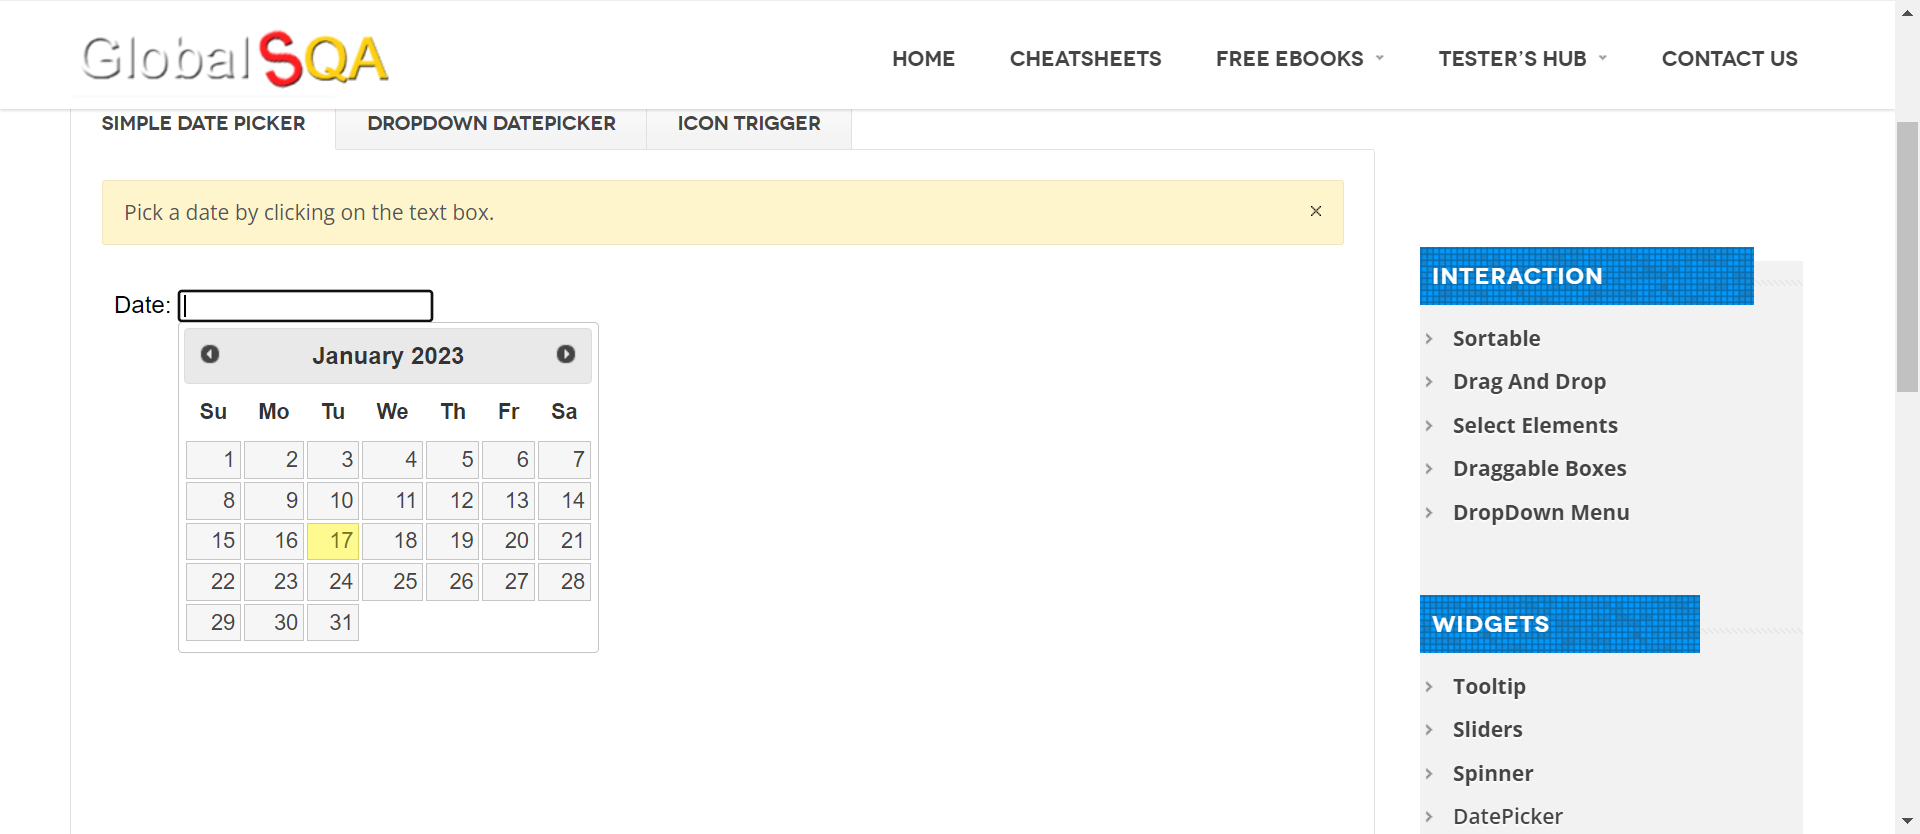 GlobalSQA
HOME CHEATSHEETS FREE EBOOKS TESTER’S HUB CONTACT US
SIMPLE DATE PICKER DROPDOWN DATEPICKER ICON TRIGGER
Pick a date by clicking on the text box. ×
Date:
January 2023
Su Mo Tu We Th Fr Sa
1 2 3 4 5 6 7
8 9 10 11 12 13 14
15 16 17 18 19 20 21
22 23 24 25 26 27 28
29 30 31
INTERACTION
Sortable
Drag And Drop
Select Elements
Draggable Boxes
DropDown Menu
WIDGETS
Tooltip
Sliders
Spinner
DatePicker